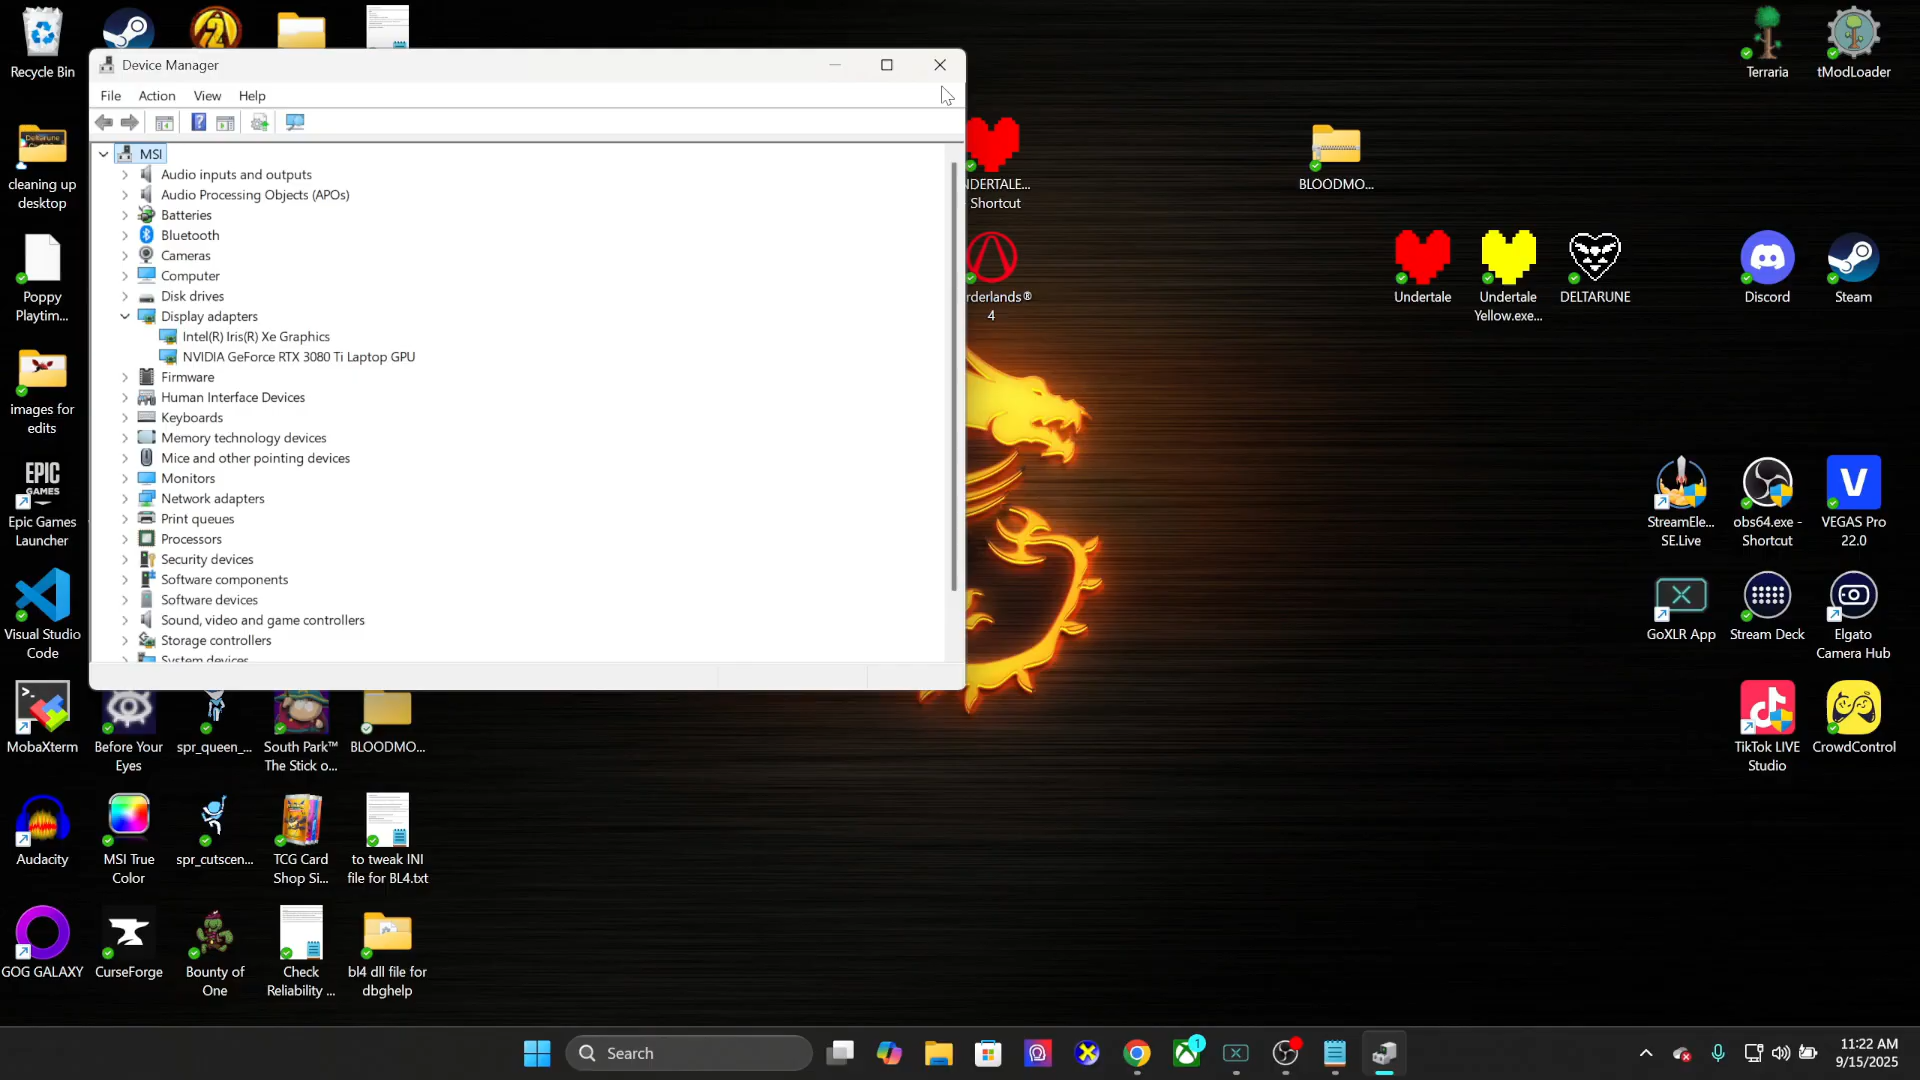 Recycle Bin
cleaning up
desktop
Poppy
Playtim...
images for
edits
EPIC
GAMES
Epic Games
Launcher
Visual Studio
Code
MobaXterm
Audacity
GOG GALAXY
Device Manager
File Action View Help
MSI
Audio inputs and outputs
Audio Processing Objects (APOs)
Batteries
Bluetooth
Cameras
Computer
Disk drives
Display adapters
Intel(R) Iris(R) Xe Graphics
NVIDIA GeForce RTX 3080 Ti Laptop GPU
Firmware
Human Interface Devices
Keyboards
Memory technology devices
Mice and other pointing devices
Monitors
Network adapters
Print queues
Processors
Security devices
Software components
Software devices
Sound, video and game controllers
Storage controllers
System devices
Before Your
Eyes
spr_queen_...
South Park™
The Stick o...
BLOODMO...
MSI True
Color
spr_cutscen...
TCG Card
Shop Si...
to tweak INI
file for BL4.txt
CurseForge
Bounty of
One
Check
Reliability ...
bl4 dll file for
dbghelp
NDERTALE...
Shortcut
rderlands®
4
BLOODMO...
Undertale
Undertale
Yellow.exe...
DELTARUNE
Terraria
tModLoader
Discord
Steam
StreamEle...
SE.Live
obs64.exe -
Shortcut
V
VEGAS Pro
22.0
GoXLR App
Stream Deck
Elgato
Camera Hub
TikTok LIVE
Studio
CrowdControl
Search
1
11:22 AM
9/15/2025